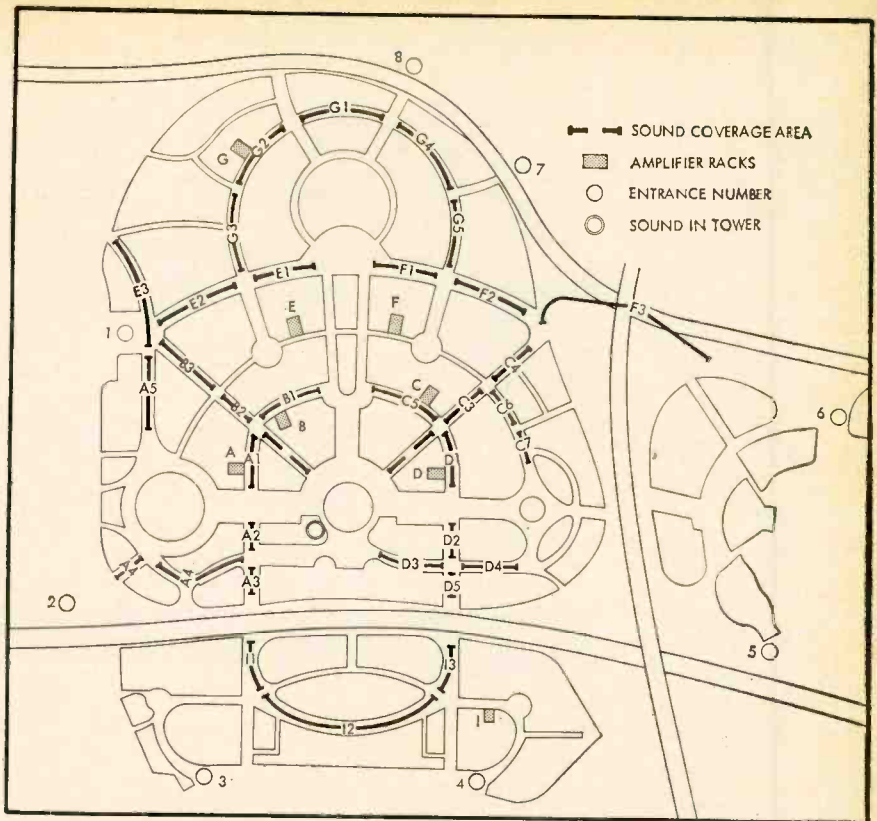 8
G1
G2
G4
G
7
G3
G5
SOUND COVERAGE AREA
AMPLIFIER RACKS
ENTRANCE NUMBER
SOUND IN TOWER
E3
E1
F1
E2
F2
F3
E
F
1
B3
C4
A5
B2
B1
C
C5
C3
C6
6
B
C7
A
A1
D
D
A2
D2
A4
A4
A3
D3
D4
D5
2
5
I1
I3
I2
I
3
4